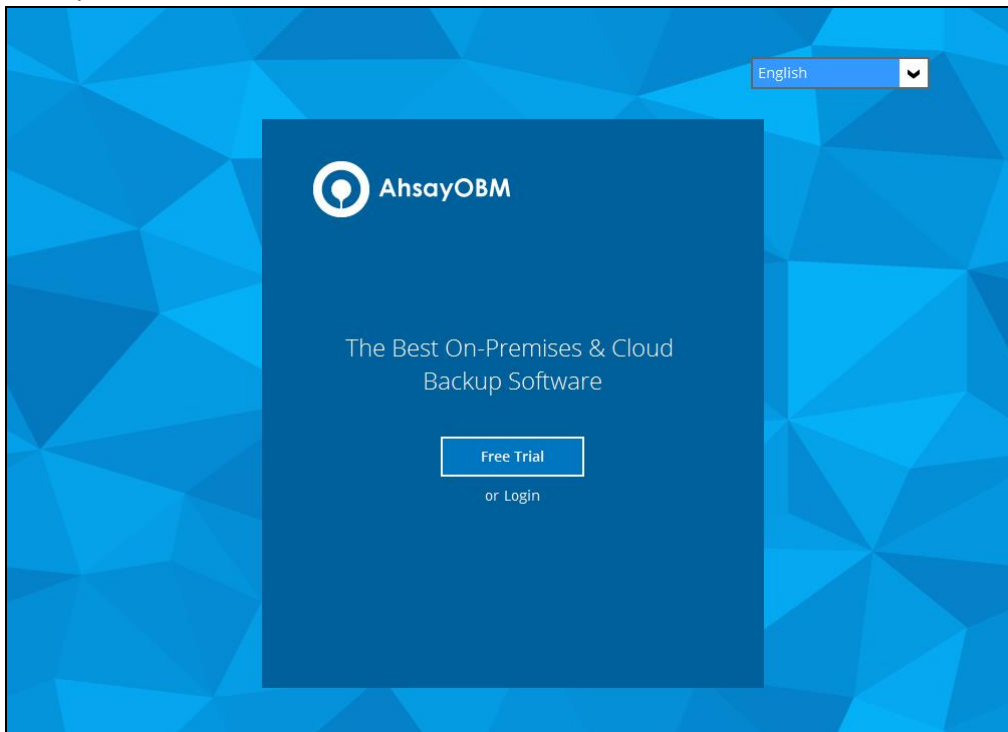 English
AhsayOBM
The Best On-Premises & Cloud
Backup Software
Free Trial
or Login